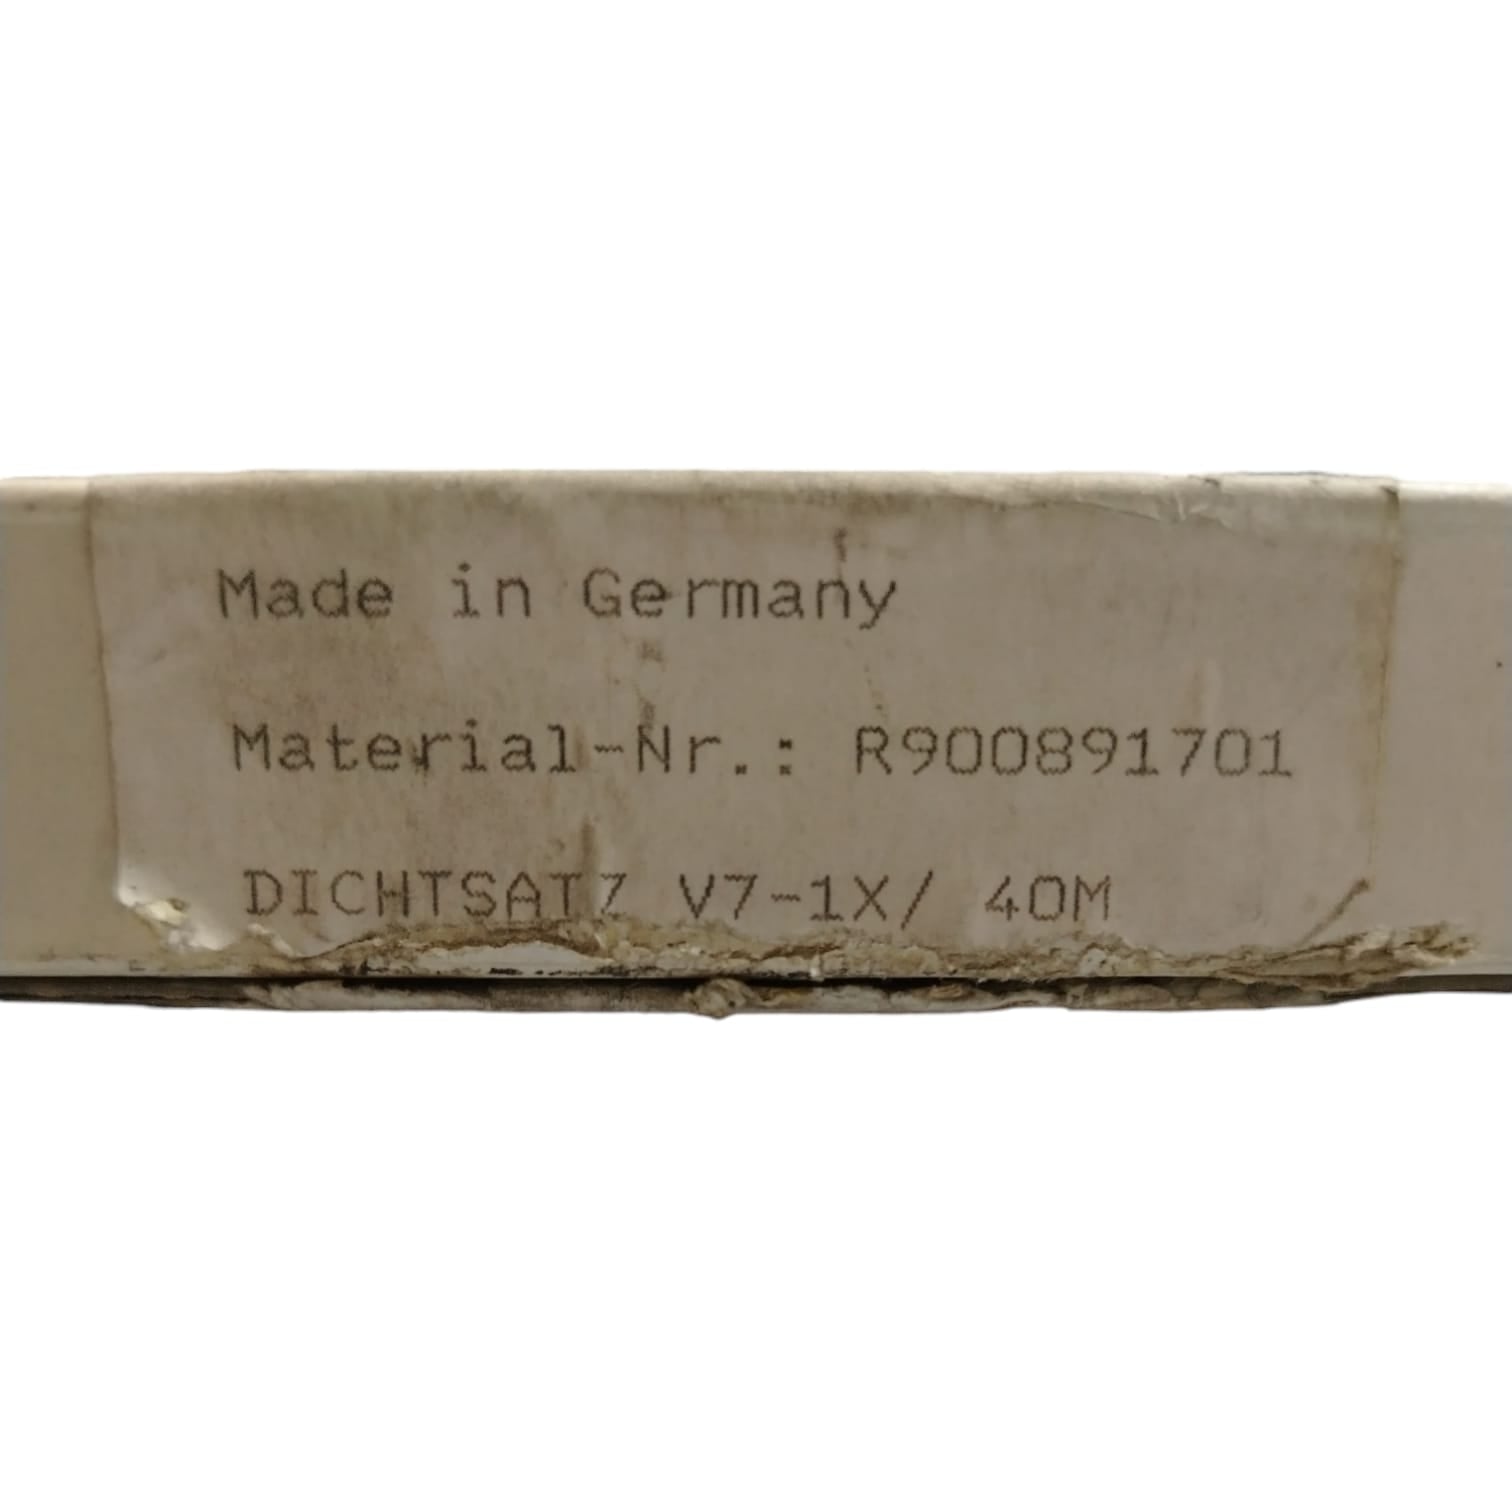 Made in Germany
Material-Nr.: R900891701
DICHTSATZ V7-1X/ 40M